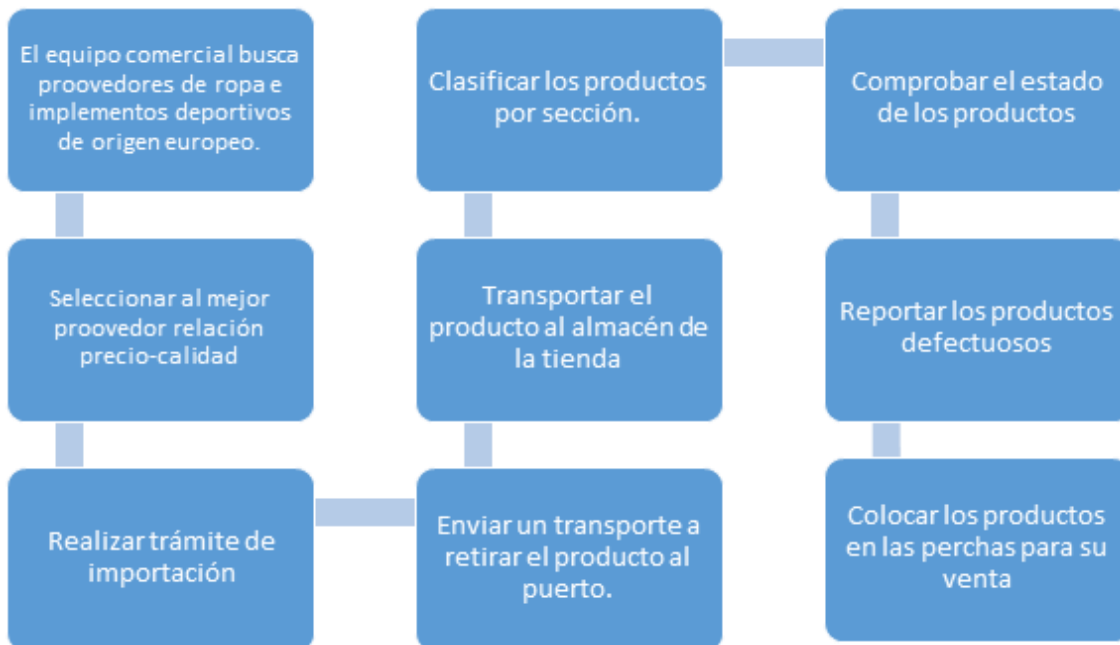 El equipo comercial busca
proovedores de ropa e
implementos deportivos
de origen europeo.
Seleccionar al mejor
proovedor relación
precio-calidad
Realizar trámite de
importación
Enviar un transporte a
retirar el producto al
puerto.
Transportar el
producto al almacén de
la tienda
Clasificar los productos
por sección.
Comprobar el estado
de los productos
Reportar los productos
defectuosos
Colocar los productos
en las perchas para su
venta